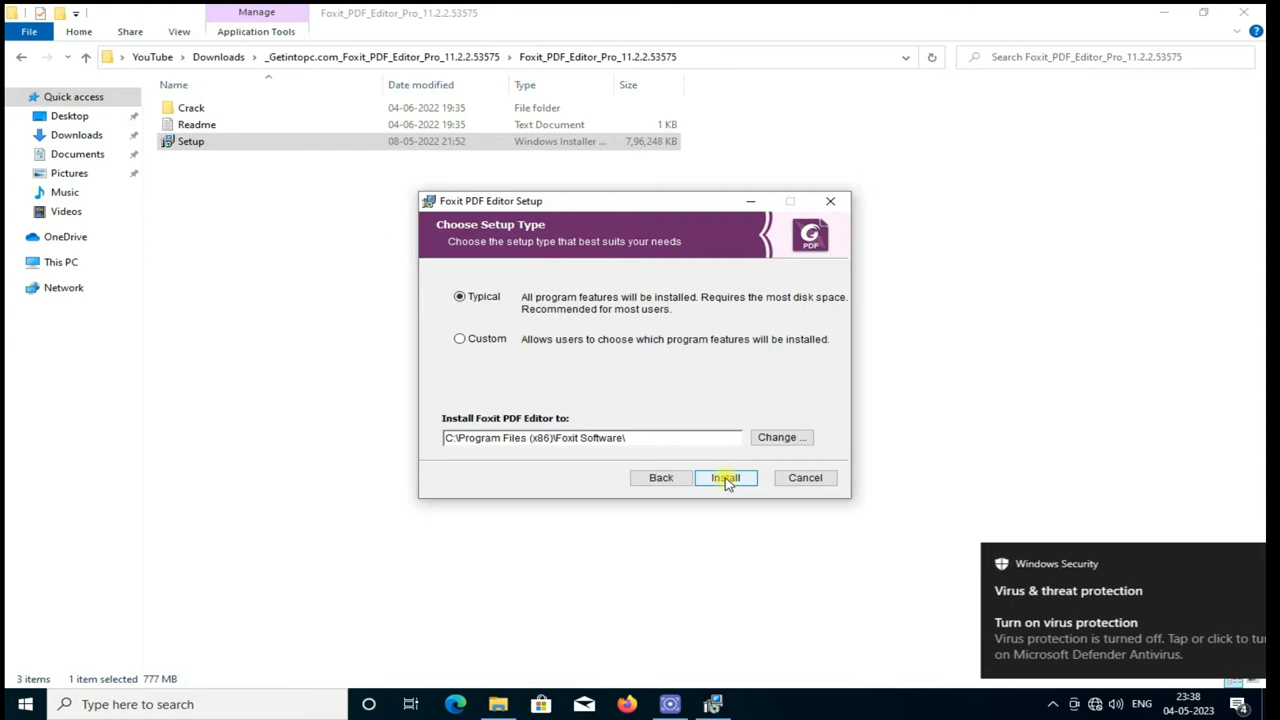 Manage
Foxit_PDF_Editor_Pro_11.2.2.53575
File
Home
Share
View
Application Tools
YouTube
Downloads
_Getintopc.com_Foxit_PDF_Editor_Pro_11.2.2.53575
Foxit_PDF_Editor_Pro_11.2.2.53575
Search Foxit_PDF_Editor_Pro_11.2.2.53575
Name
Date modified
Type
Size
Quick access
Desktop
Downloads
Documents
Pictures
Music
Videos
OneDrive
This PC
Network
Crack 04-06-2022 19:35 File folder
Readme 04-06-2022 19:35 Text Document 1 KB
Setup 08-05-2022 21:52 Windows Installer ... 7,96,248 KB
Foxit PDF Editor Setup
Choose Setup Type
Choose the setup type that best suits your needs
PDF
Typical
All program features will be installed. Requires the most disk space.
Recommended for most users.
Custom
Allows users to choose which program features will be installed.
Install Foxit PDF Editor to:
C:\Program Files (x86)\Foxit Software\
Change ...
Back
Install
Cancel
Windows Security
Virus & threat protection
Turn on virus protection
Virus protection is turned off. Tap or click to tu
on Microsoft Defender Antivirus.
3 items
1 item selected 777 MB
Type here to search
ENG
23:38
04-05-2023
4